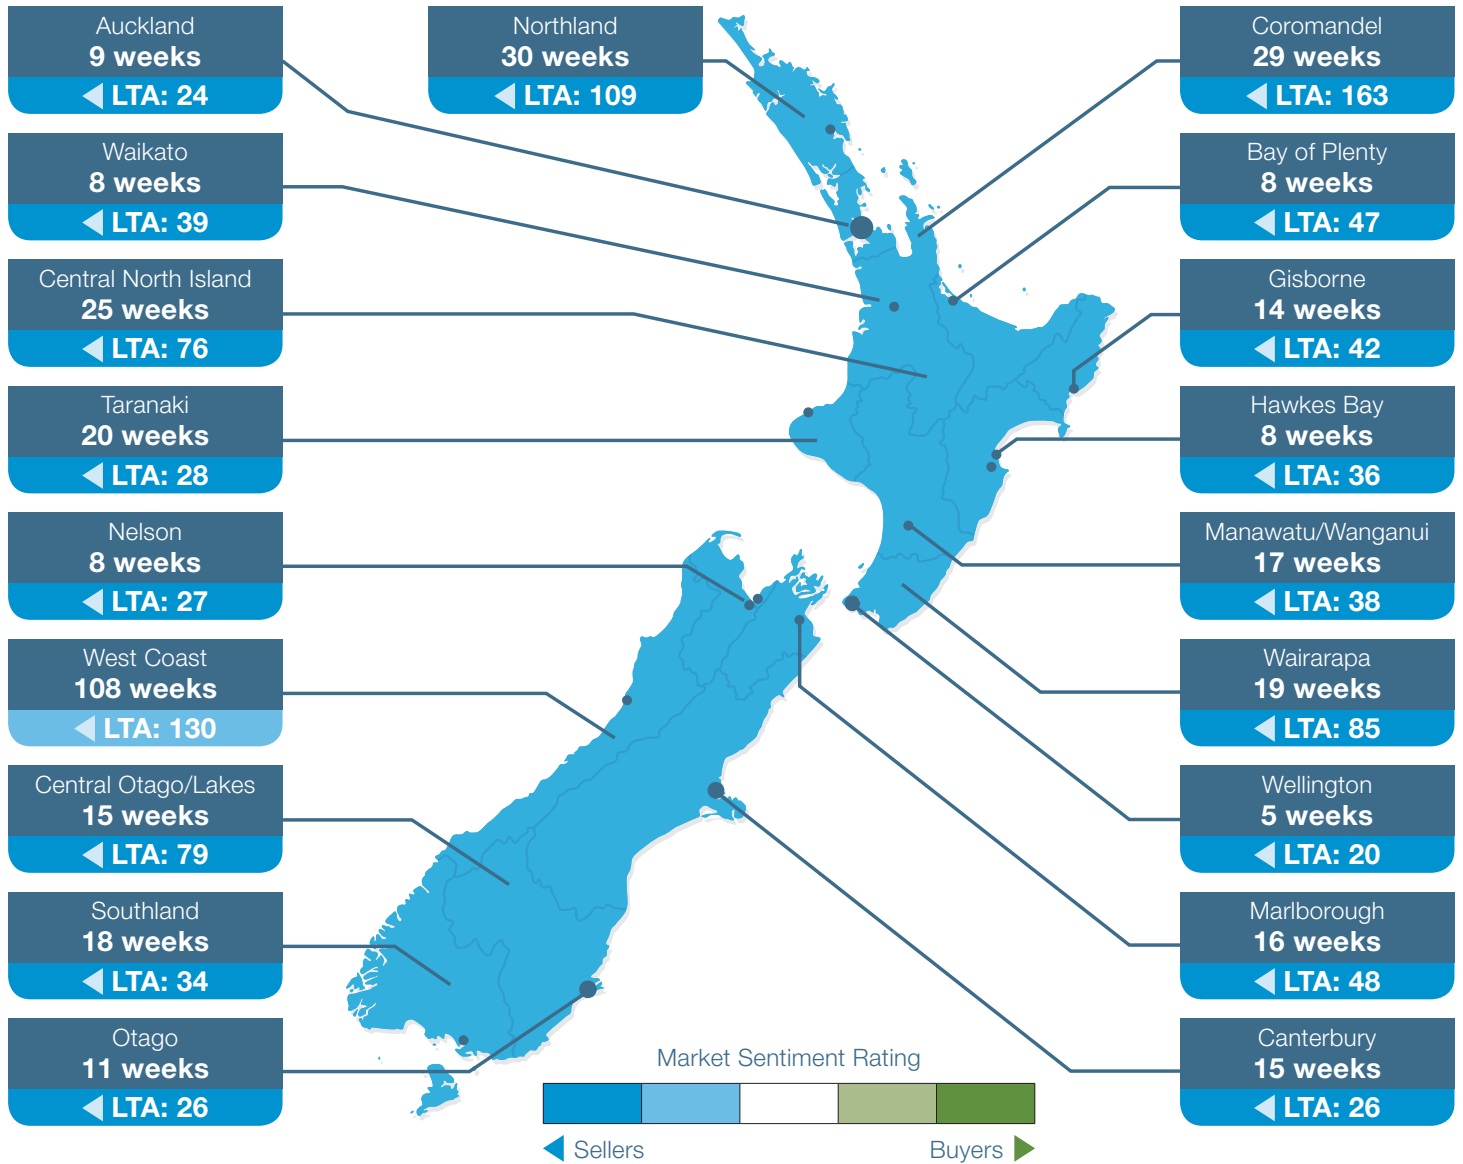 Auckland
9 weeks
LTA: 24
Northland
30 weeks
LTA: 109
Coromandel
29 weeks
LTA: 163
Waikato
8 weeks
LTA: 39
Bay of Plenty
8 weeks
LTA: 47
Central North Island
25 weeks
LTA: 76
Gisborne
14 weeks
LTA: 42
Taranaki
20 weeks
LTA: 28
Hawkes Bay
8 weeks
LTA: 36
Nelson
8 weeks
LTA: 27
Manawatu/Wanganui
17 weeks
LTA: 38
West Coast
108 weeks
LTA: 130
Wairarapa
19 weeks
LTA: 85
Central Otago/Lakes
15 weeks
LTA: 79
Wellington
5 weeks
LTA: 20
Southland
18 weeks
LTA: 34
Marlborough
16 weeks
LTA: 48
Otago
11 weeks
LTA: 26
Canterbury
15 weeks
LTA: 26
Market Sentiment Rating
Sellers
Buyers